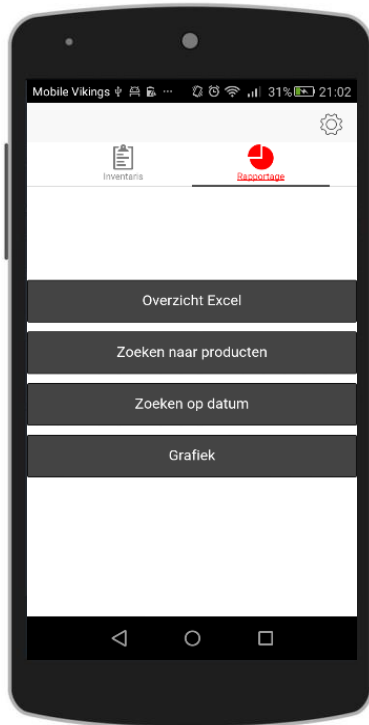 Mobile Vikings ... 31% 21:02
Inventaris
Rapportage
Overzicht Excel
Zoeken naar producten
Zoeken op datum
Grafiek